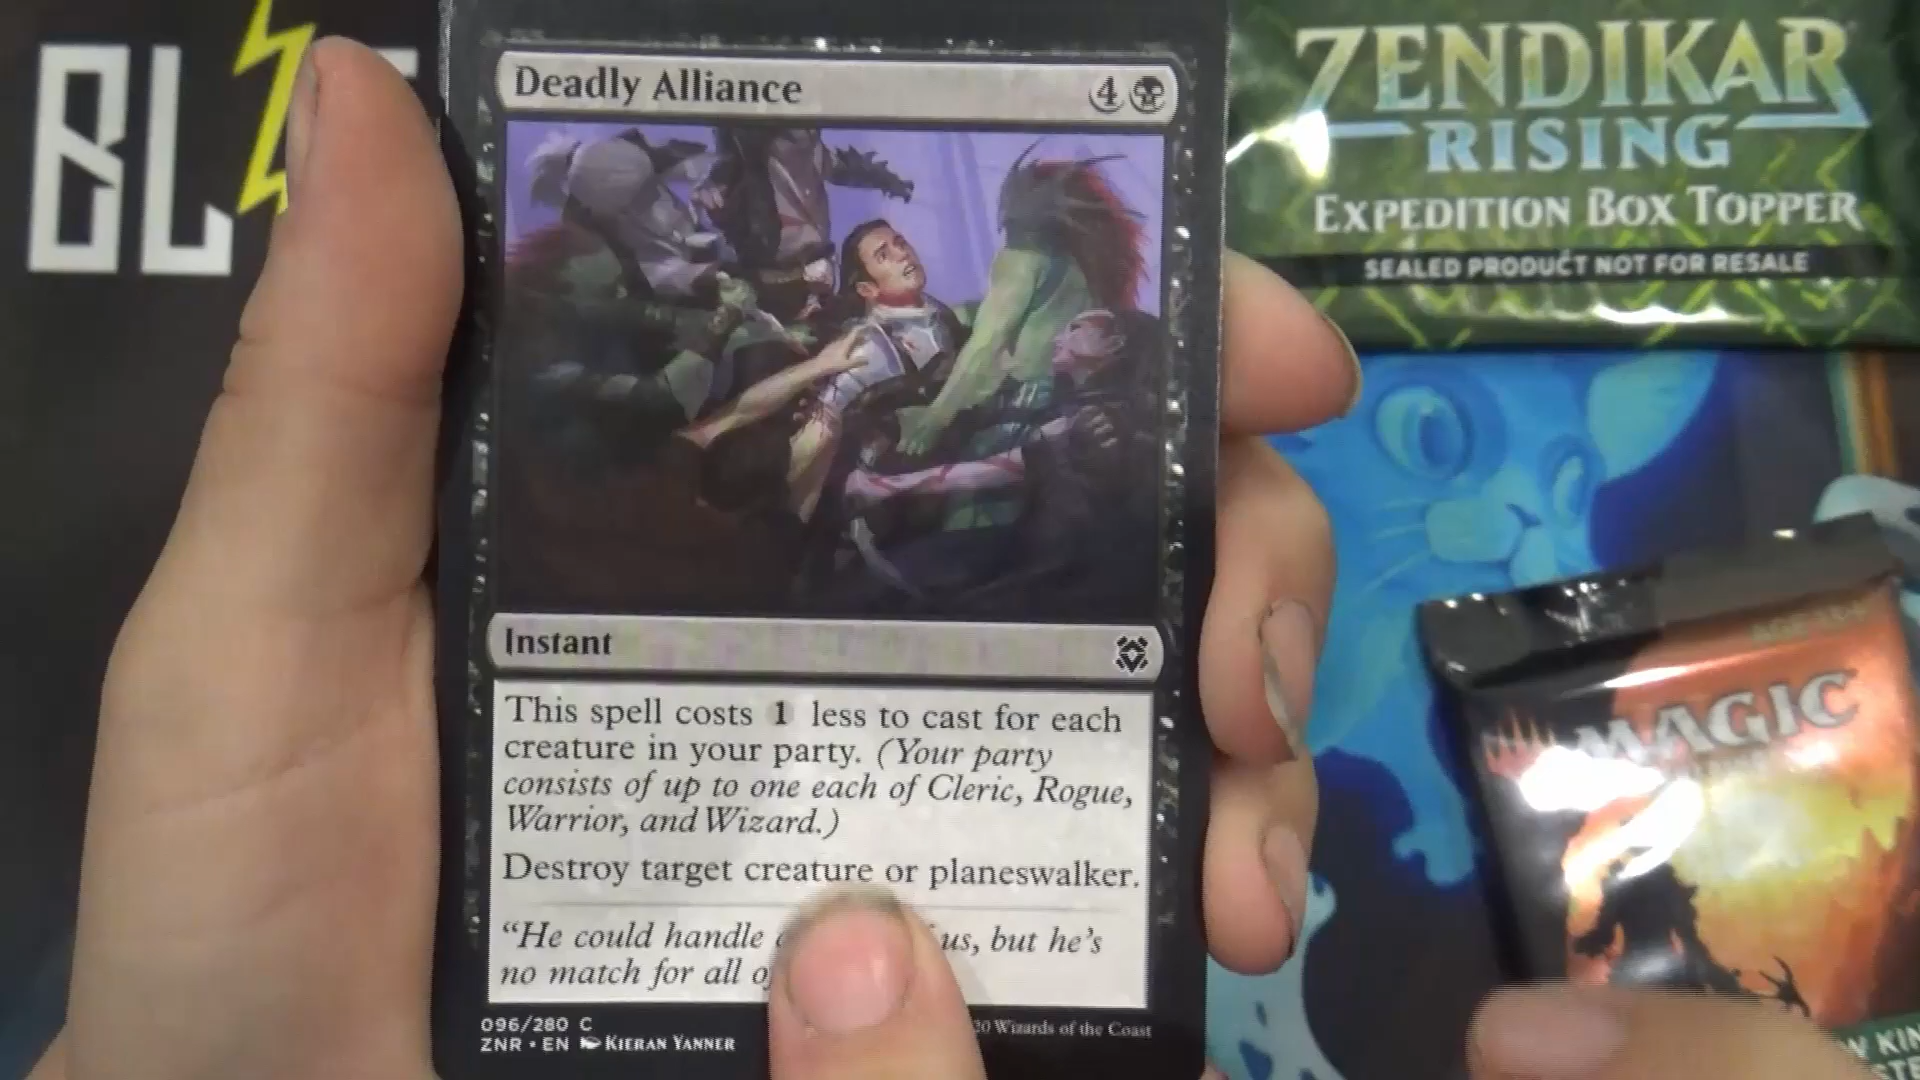 BL
Deadly Alliance 4
Instant
This spell costs 1 less to cast for each
creature in your party. (Your party
consists of up to one each of Cleric, Rogue,
Warrior, and Wizard.)
Destroy target creature or planeswalker.
"He could handle us, but he's
no match for all
096/280 C
ZNR • EN KIERAN YANNER
20 Wizards of the Coast
ZENDIKAR
RISING
EXPEDITION BOX TOPPER
SEALED PRODUCT NOT FOR RESALE
MAGIC